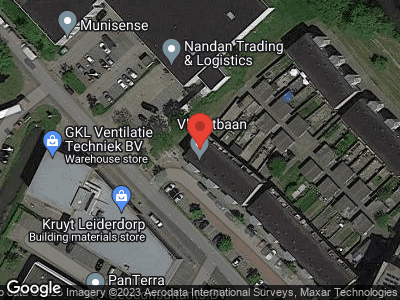 Munisense
Nandan Trading
& Logistics
GKL Ventilatie
Techniek BV
Warehouse store
Kruyt Leiderdorp
Building materials store
PanTerra
Google
Imagery ©2023 Aerodata International Surveys, Maxar Technologies